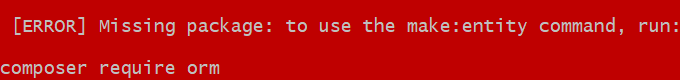 [ERROR] Missing package: to use the make:entity command, run:
composer require orm